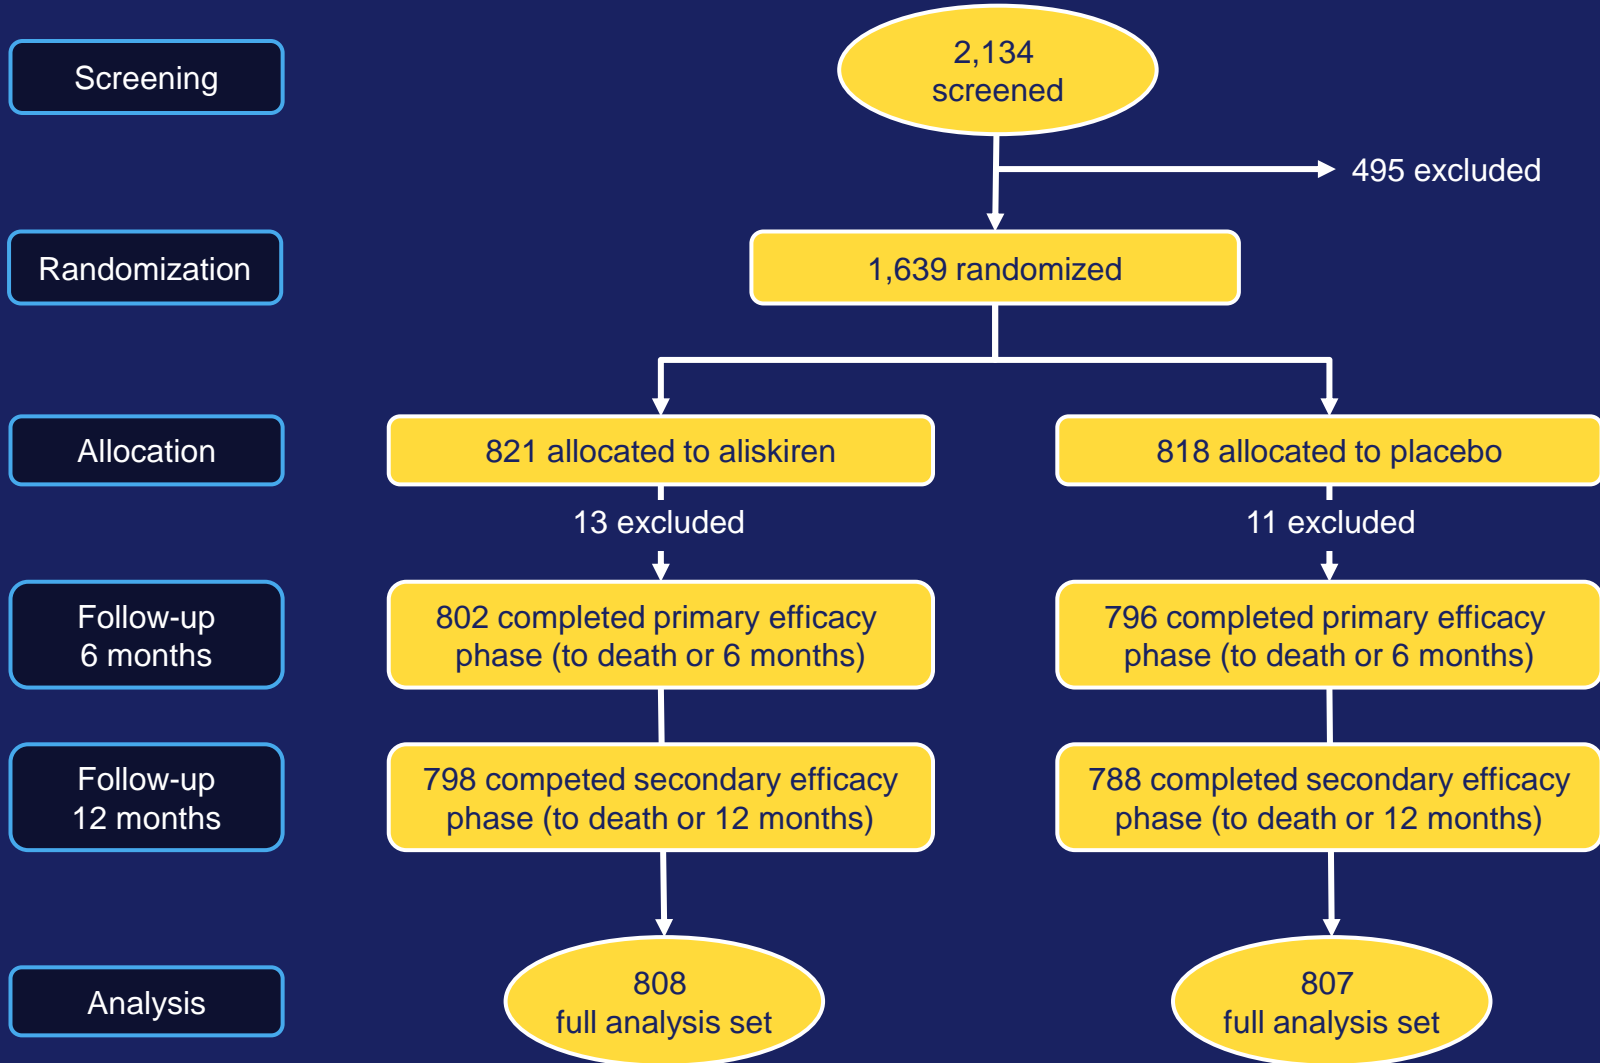 Screening
2,134
screened
495 excluded
Randomization
1,639 randomized
Allocation
821 allocated to aliskiren
818 allocated to placebo
13 excluded
11 excluded
Follow-up
6 months
802 completed primary efficacy
phase (to death or 6 months)
796 completed primary efficacy
phase (to death or 6 months)
Follow-up
12 months
798 competed secondary efficacy
phase (to death or 12 months)
788 completed secondary efficacy
phase (to death or 12 months)
Analysis
808
full analysis set
807
full analysis set